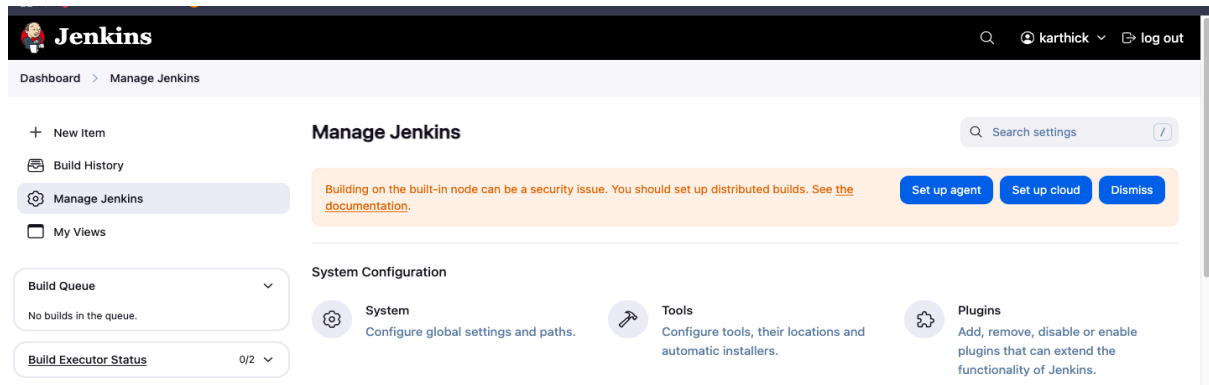 Jenkins
karthick
log out
Dashboard > Manage Jenkins
New Item
Build History
Manage Jenkins
My Views
Build Queue
No builds in the queue.
Build Executor Status 0/2
Manage Jenkins
Search settings /
Building on the built-in node can be a security issue. You should set up distributed builds. See the
documentation.
Set up agent
Set up cloud
Dismiss
System Configuration
System
Configure global settings and paths.
Tools
Configure tools, their locations and
automatic installers.
Plugins
Add, remove, disable or enable
plugins that can extend the
functionality of Jenkins.